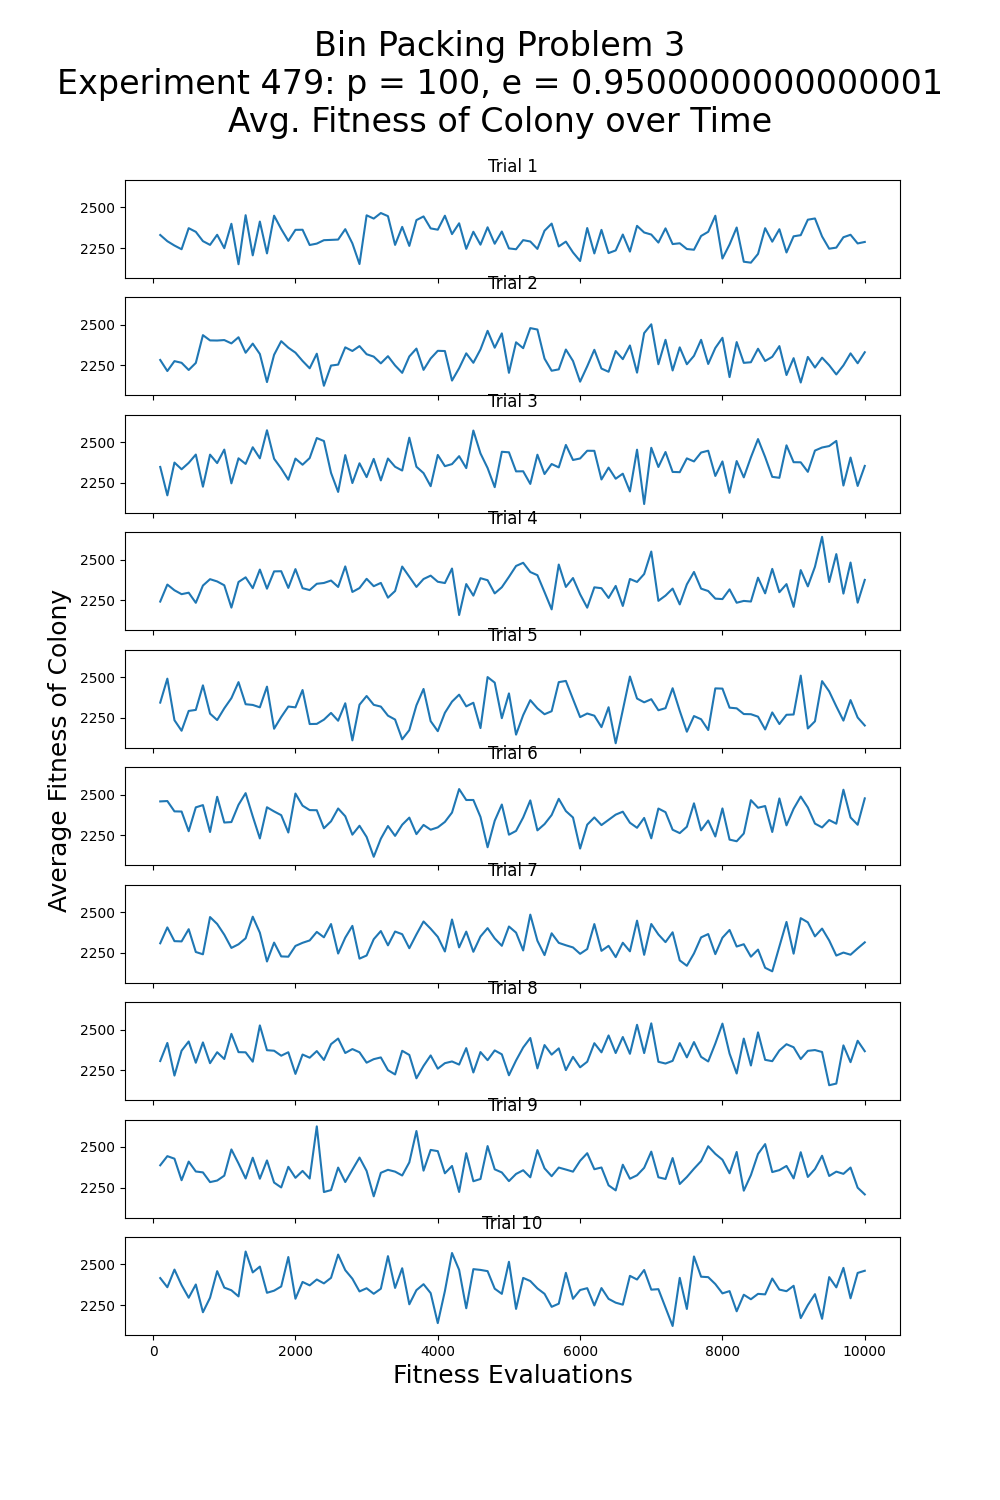 Bin Packing Problem 3
Experiment 479: p = 100, e = 0.9500000000000001
Avg. Fitness of Colony over Time
Trial 1
2500
2250
Trial 2
2500
2250
Trial 3
2500
2250
Trial 4
2500
2250
Trial 5
2500
2250
Trial 6
2500
2250
Trial 7
2500
2250
Trial 8
2500
2250
Trial 9
2500
2250
Trial 10
2500
2250
0 2000 4000 6000 8000 10000
Fitness Evaluations
Average Fitness of Colony